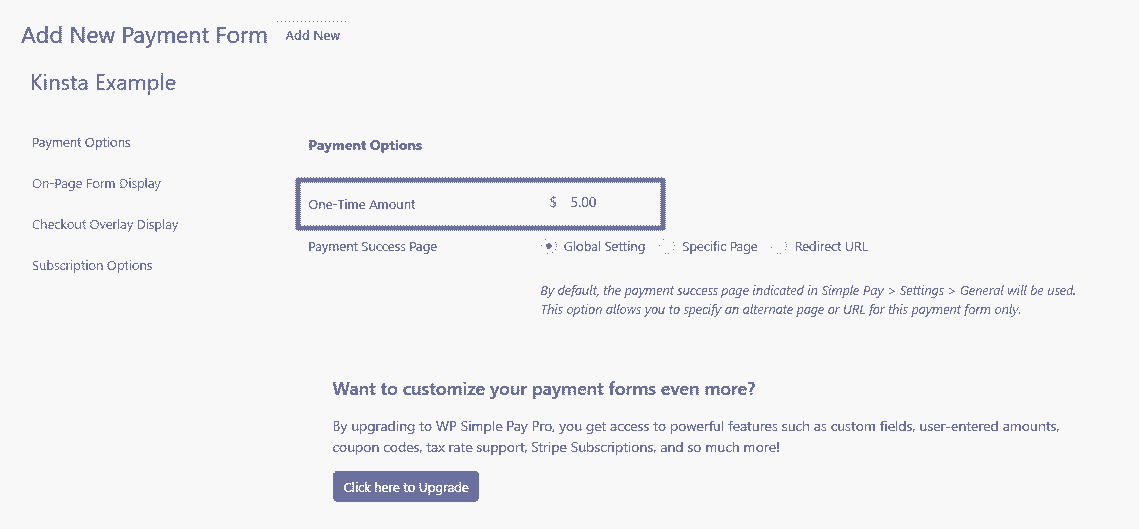 Add New Payment Form Add New
Kinsta Example
Payment Options
On-Page Form Display
Checkout Overlay Display
Subscription Options
Payment Options
One-Time Amount $ 5.00
Payment Success Page Global Setting Specific Page Redirect URL
By default, the payment success page indicated in Simple Pay > Settings > General will be used.
This option allows you to specify an alternate page or URL for this payment form only.
Want to customize your payment forms even more?
By upgrading to WP Simple Pay Pro, you get access to powerful features such as custom fields, user-entered amounts,
coupon codes, tax rate support, Stripe Subscriptions, and so much more!
Click here to Upgrade